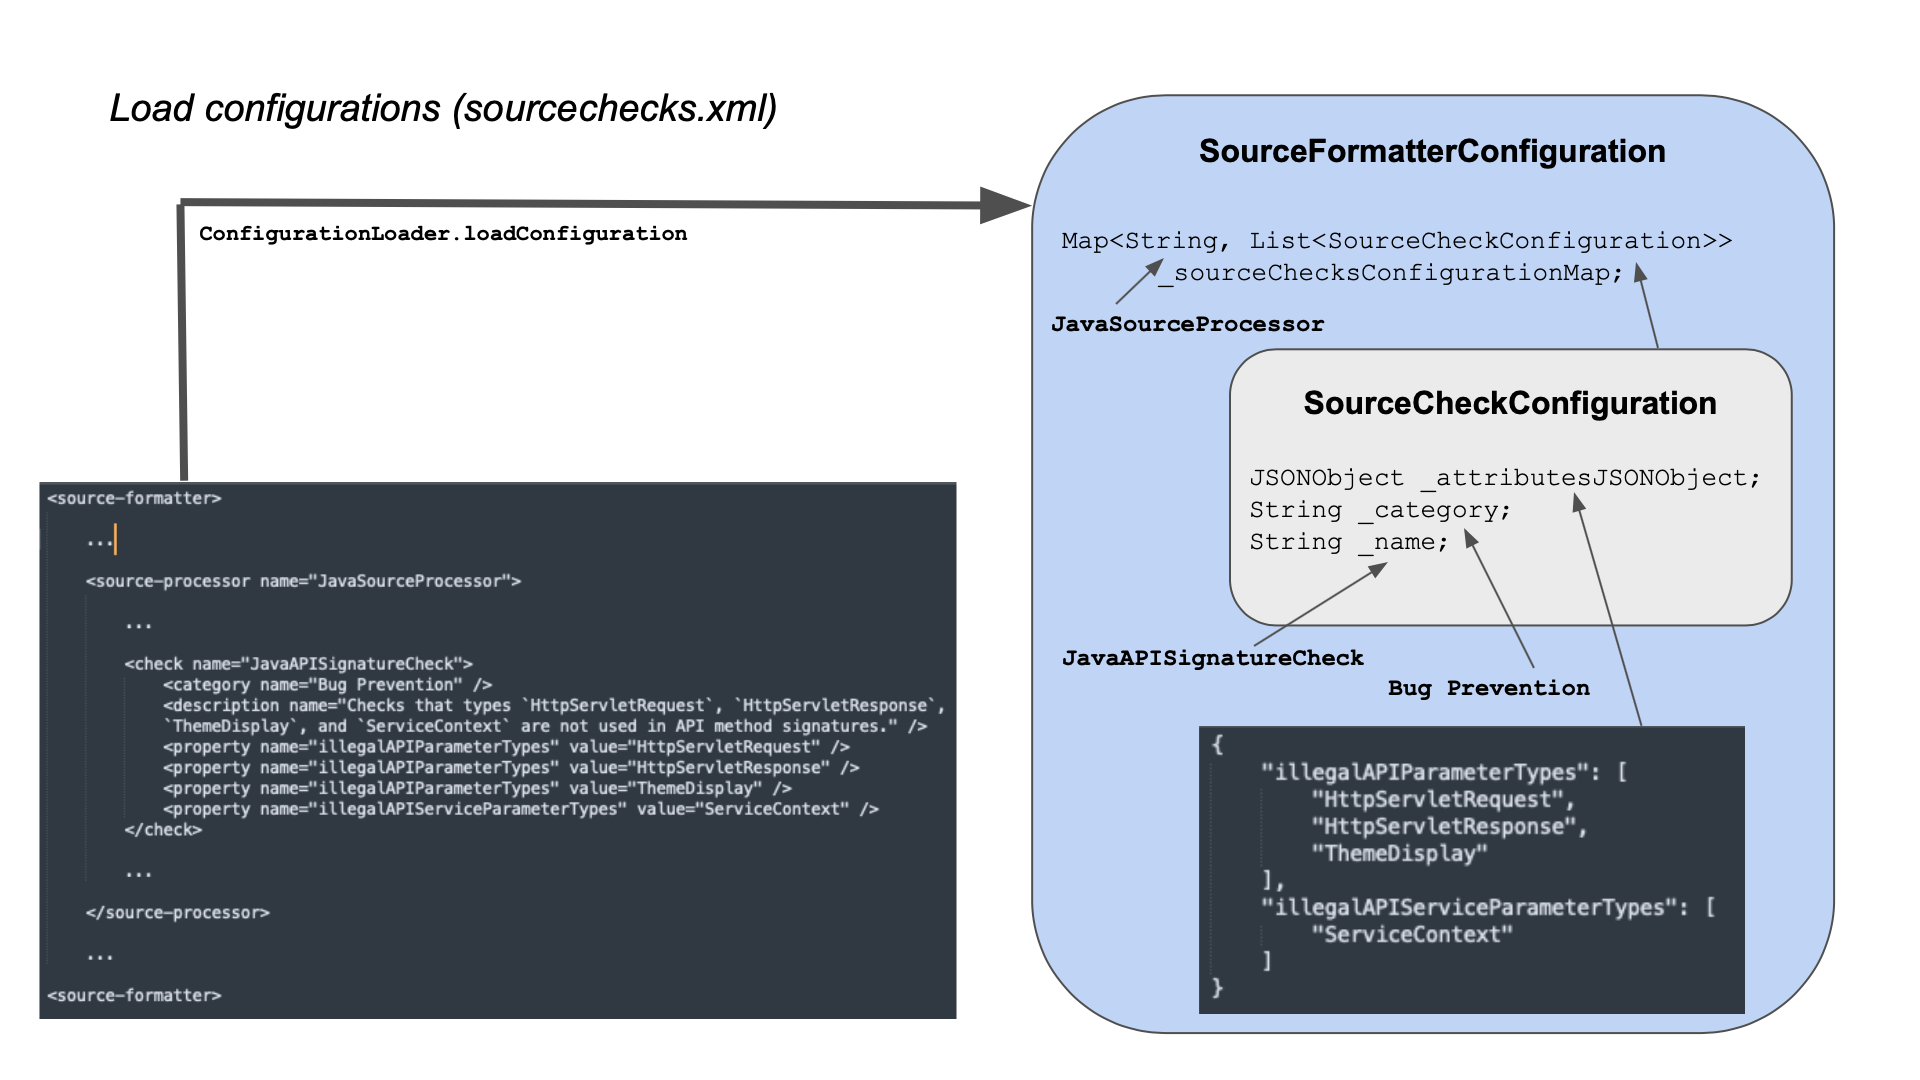 Load configurations (sourcechecks.xml)
ConfigurationLoader.loadConfiguration
<source-formatter>
...
<source-processor name="JavaSourceProcessor">
...
<check name="JavaAPISignatureCheck">
<category name="Bug Prevention" />
<description name="Checks that types `HttpServletRequest`, `HttpServletResponse`,
`ThemeDisplay`, and `ServiceContext` are not used in API method signatures." />
<property name="illegalAPIParameterTypes" value="HttpServletRequest" />
<property name="illegalAPIParameterTypes" value="HttpServletResponse" />
<property name="illegalAPIParameterTypes" value="ThemeDisplay" />
<property name="illegalAPIServiceParameterTypes" value="ServiceContext" />
</check>
...
</source-processor>
...
<source-formatter>
SourceFormatterConfiguration
Map<String, List<SourceCheckConfiguration>>
_sourceChecksConfigurationMap;
JavaSourceProcessor
SourceCheckConfiguration
JSONObject _attributesJSONObject;
String _category;
String _name;
JavaAPISignatureCheck
Bug Prevention
{
"illegalAPIParameterTypes": [
"HttpServletRequest",
"HttpServletResponse",
"ThemeDisplay"
],
"illegalAPIServiceParameterTypes": [
"ServiceContext"
]
}